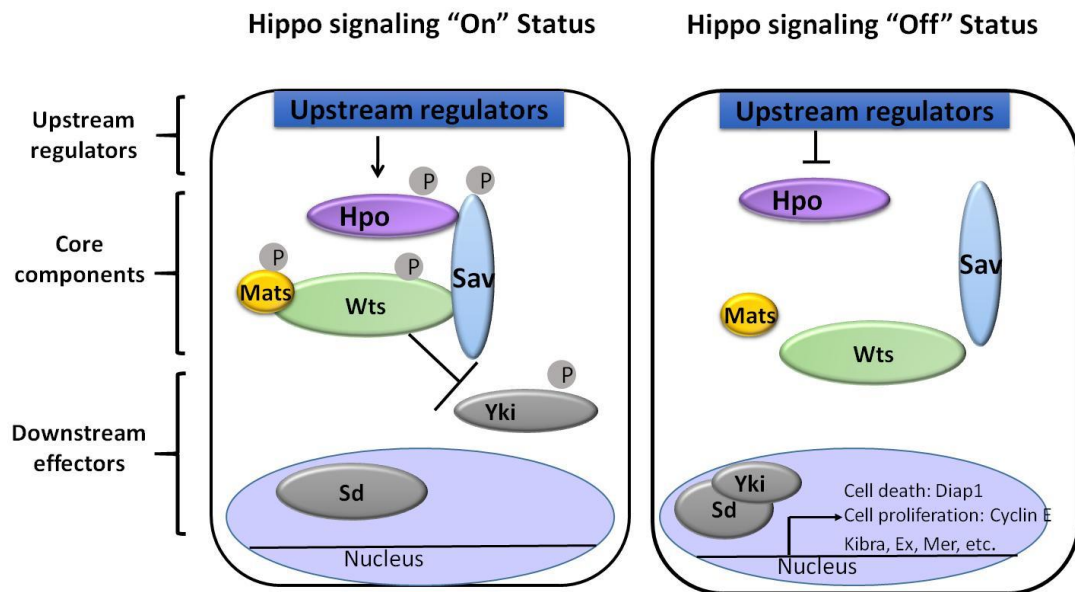 Hippo signaling “On” Status
Hippo signaling “Off” Status
Upstream
regulators
Core
components
Downstream
effectors
Upstream regulators
P
P
Hpo
P
Mats
P
Wts
Sav
P
Yki
Sd
Nucleus
Upstream regulators
Hpo
Sav
Mats
Wts
Yki
Sd
Cell death: Diap1
Cell proliferation: Cyclin E
Kibra, Ex, Mer, etc.
Nucleus